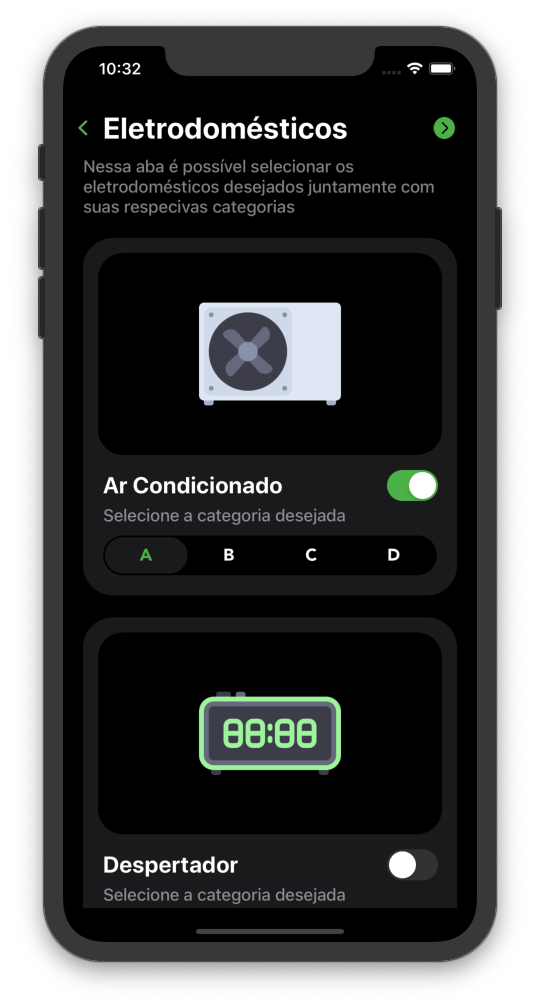 10:32
Eletrodomésticos
Nessa aba é possível selecionar os
eletrodomésticos desejados juntamente com
suas respecivas categorias
Ar Condicionado
Selecione a categoria desejada
A B C D
88:88
Despertador
Selecione a categoria desejada